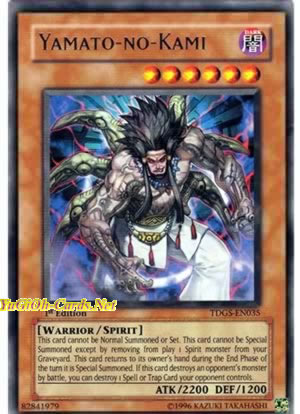 YAMATO-NO-KAMI
DARK
闇
YuGiOh-Cards.Net
1st Edition
TDGS-EN035
[WARRIOR / SPIRIT]
This card cannot be Normal Summoned or Set. This card cannot be Special
Summoned except by removing from play 1 Spirit monster from your
Graveyard. This card returns to its owner's hand during the End Phase of
the turn it is Special Summoned. If this card destroyed an opponent's monster
by battle, you can destroy 1 Spell or Trap Card your opponent controls.
ATK/2200 DEF/1200
82841979
©1996 KAZUKI TAKAHASHI